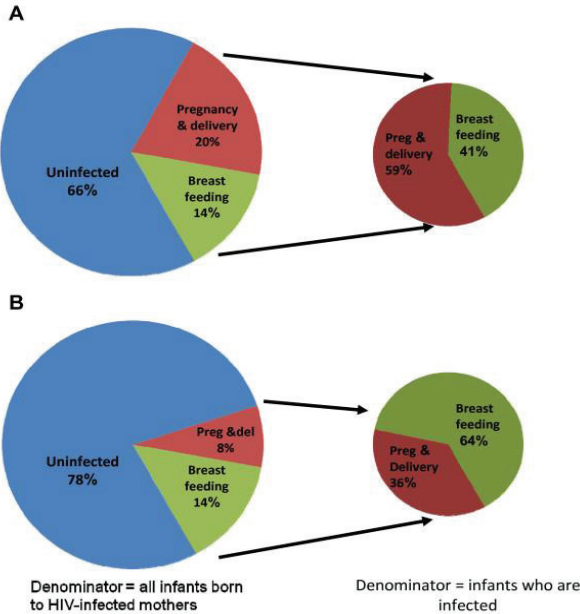 A
Pregnancy
& delivery
20%
Uninfected
66%
Breast
feeding
14%
Preg &
delivery
59%
Breast
feeding
41%
B
Preg &del
8%
Uninfected
78%
Breast
feeding
14%
Breast
feeding
64%
Preg &
Delivery
36%
Denominator = all infants born
to HIV-infected mothers
Denominator = infants who are
infected